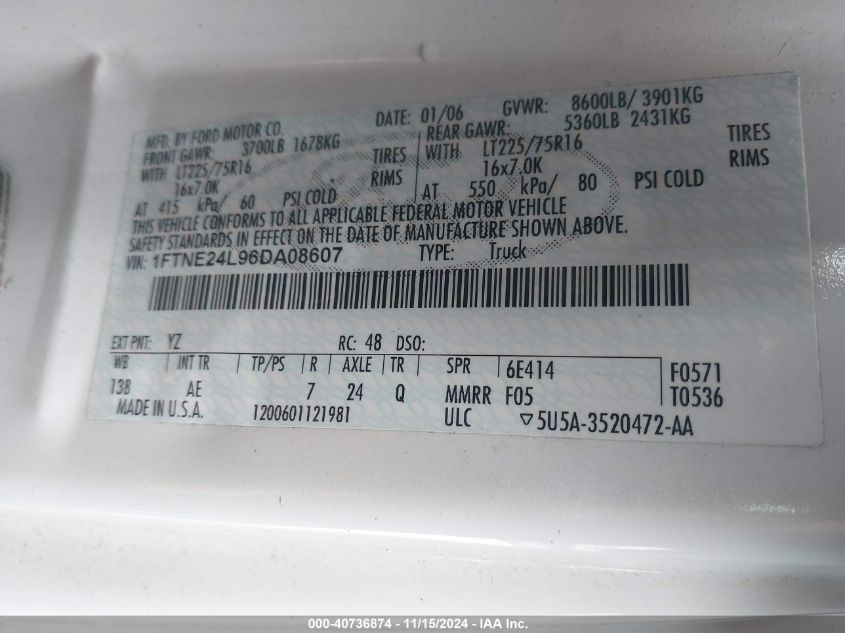 MFD. BY FORD MOTOR CO. DATE: 01/06 GVWR: 8600LB/ 3901KG
FRONT GAWR: 3700LB 1678KG REAR GAWR: 5360LB 2431KG
WITH LT225/75R16 TIRES WITH LT225/75R16 TIRES
16x7.0K RIMS 16x7.0K RIMS
AT 415 kPa/ 60 PSI COLD AT 550 kPa/ 80 PSI COLD
THIS VEHICLE CONFORMS TO ALL APPLICABLE FEDERAL MOTOR VEHICLE
SAFETY STANDARDS IN EFFECT ON THE DATE OF MANUFACTURE SHOWN ABOVE.
VIN: 1FTNE24L96DA08607 TYPE: Truck
EXT PNT: YZ RC: 48 DSO:
WB INT TR TP/PS R AXLE TR SPR 6E414 F0571
138 AE 7 24 Q MMRR F05 T0536
MADE IN U.S.A. 1200601121981 ULC ▽5U5A-3520472-AA
000-40736874 - 11/15/2024 - IAA Inc.